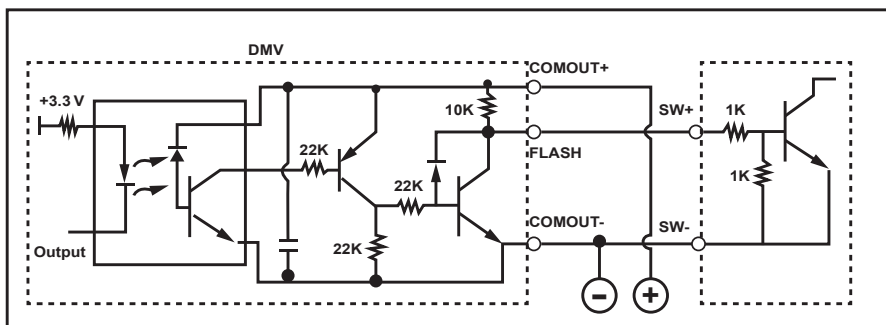 DMV
COMOUT+
+3.3 V
10K
SW+
1K
22K
FLASH
22K
1K
COMOUT-
SW-
Output
22K
−
+